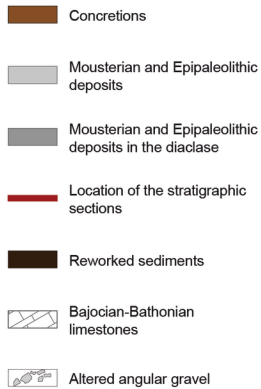 Concretions
Mousterian and Epipaleolithic
deposits
Mousterian and Epipaleolithic
deposits in the diaclase
Location of the stratigraphic
sections
Reworked sediments
Bajocian-Bathonian
limestones
Altered angular gravel